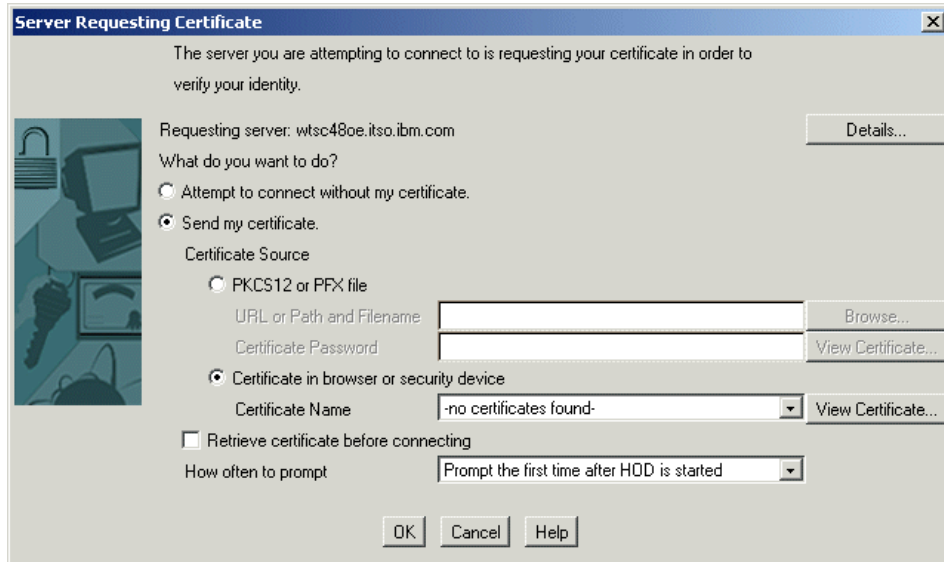 Server Requesting Certificate
The server you are attempting to connect to is requesting your certificate in order to
verify your identity.
Requesting server: wtsc48oe.itso.ibm.com
Details...
What do you want to do?
Attempt to connect without my certificate.
Send my certificate.
Certificate Source
PKCS12 or PFX file
URL or Path and Filename
Browse...
Certificate Password
View Certificate...
Certificate in browser or security device
Certificate Name
-no certificates found-
View Certificate...
Retrieve certificate before connecting
How often to prompt
Prompt the first time after HOD is started
OK
Cancel
Help